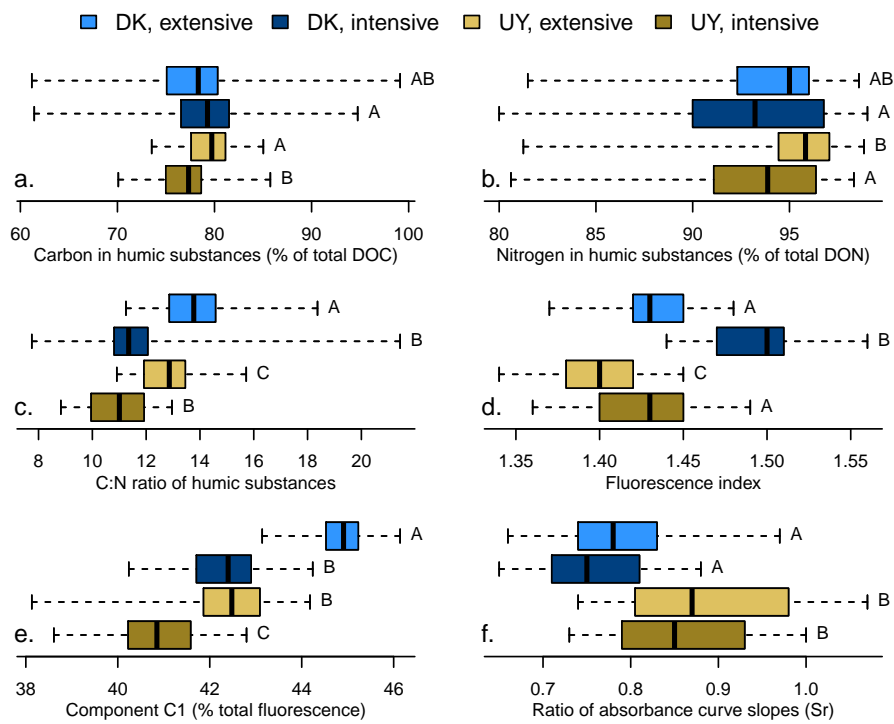 DK, extensive DK, intensive UY, extensive UY, intensive
AB
A
A
B
a.
60 70 80 90 100
Carbon in humic substances (% of total DOC)
AB
A
B
A
b.
80 85 90 95
Nitrogen in humic substances (% of total DON)
A
B
C
B
c.
8 10 12 14 16 18 20
C:N ratio of humic substances
A
B
C
A
d.
1.35 1.40 1.45 1.50 1.55
Fluorescence index
A
B
B
C
e.
38 40 42 44 46
Component C1 (% total fluorescence)
A
A
B
B
f.
0.7 0.8 0.9 1.0
Ratio of absorbance curve slopes (Sr)